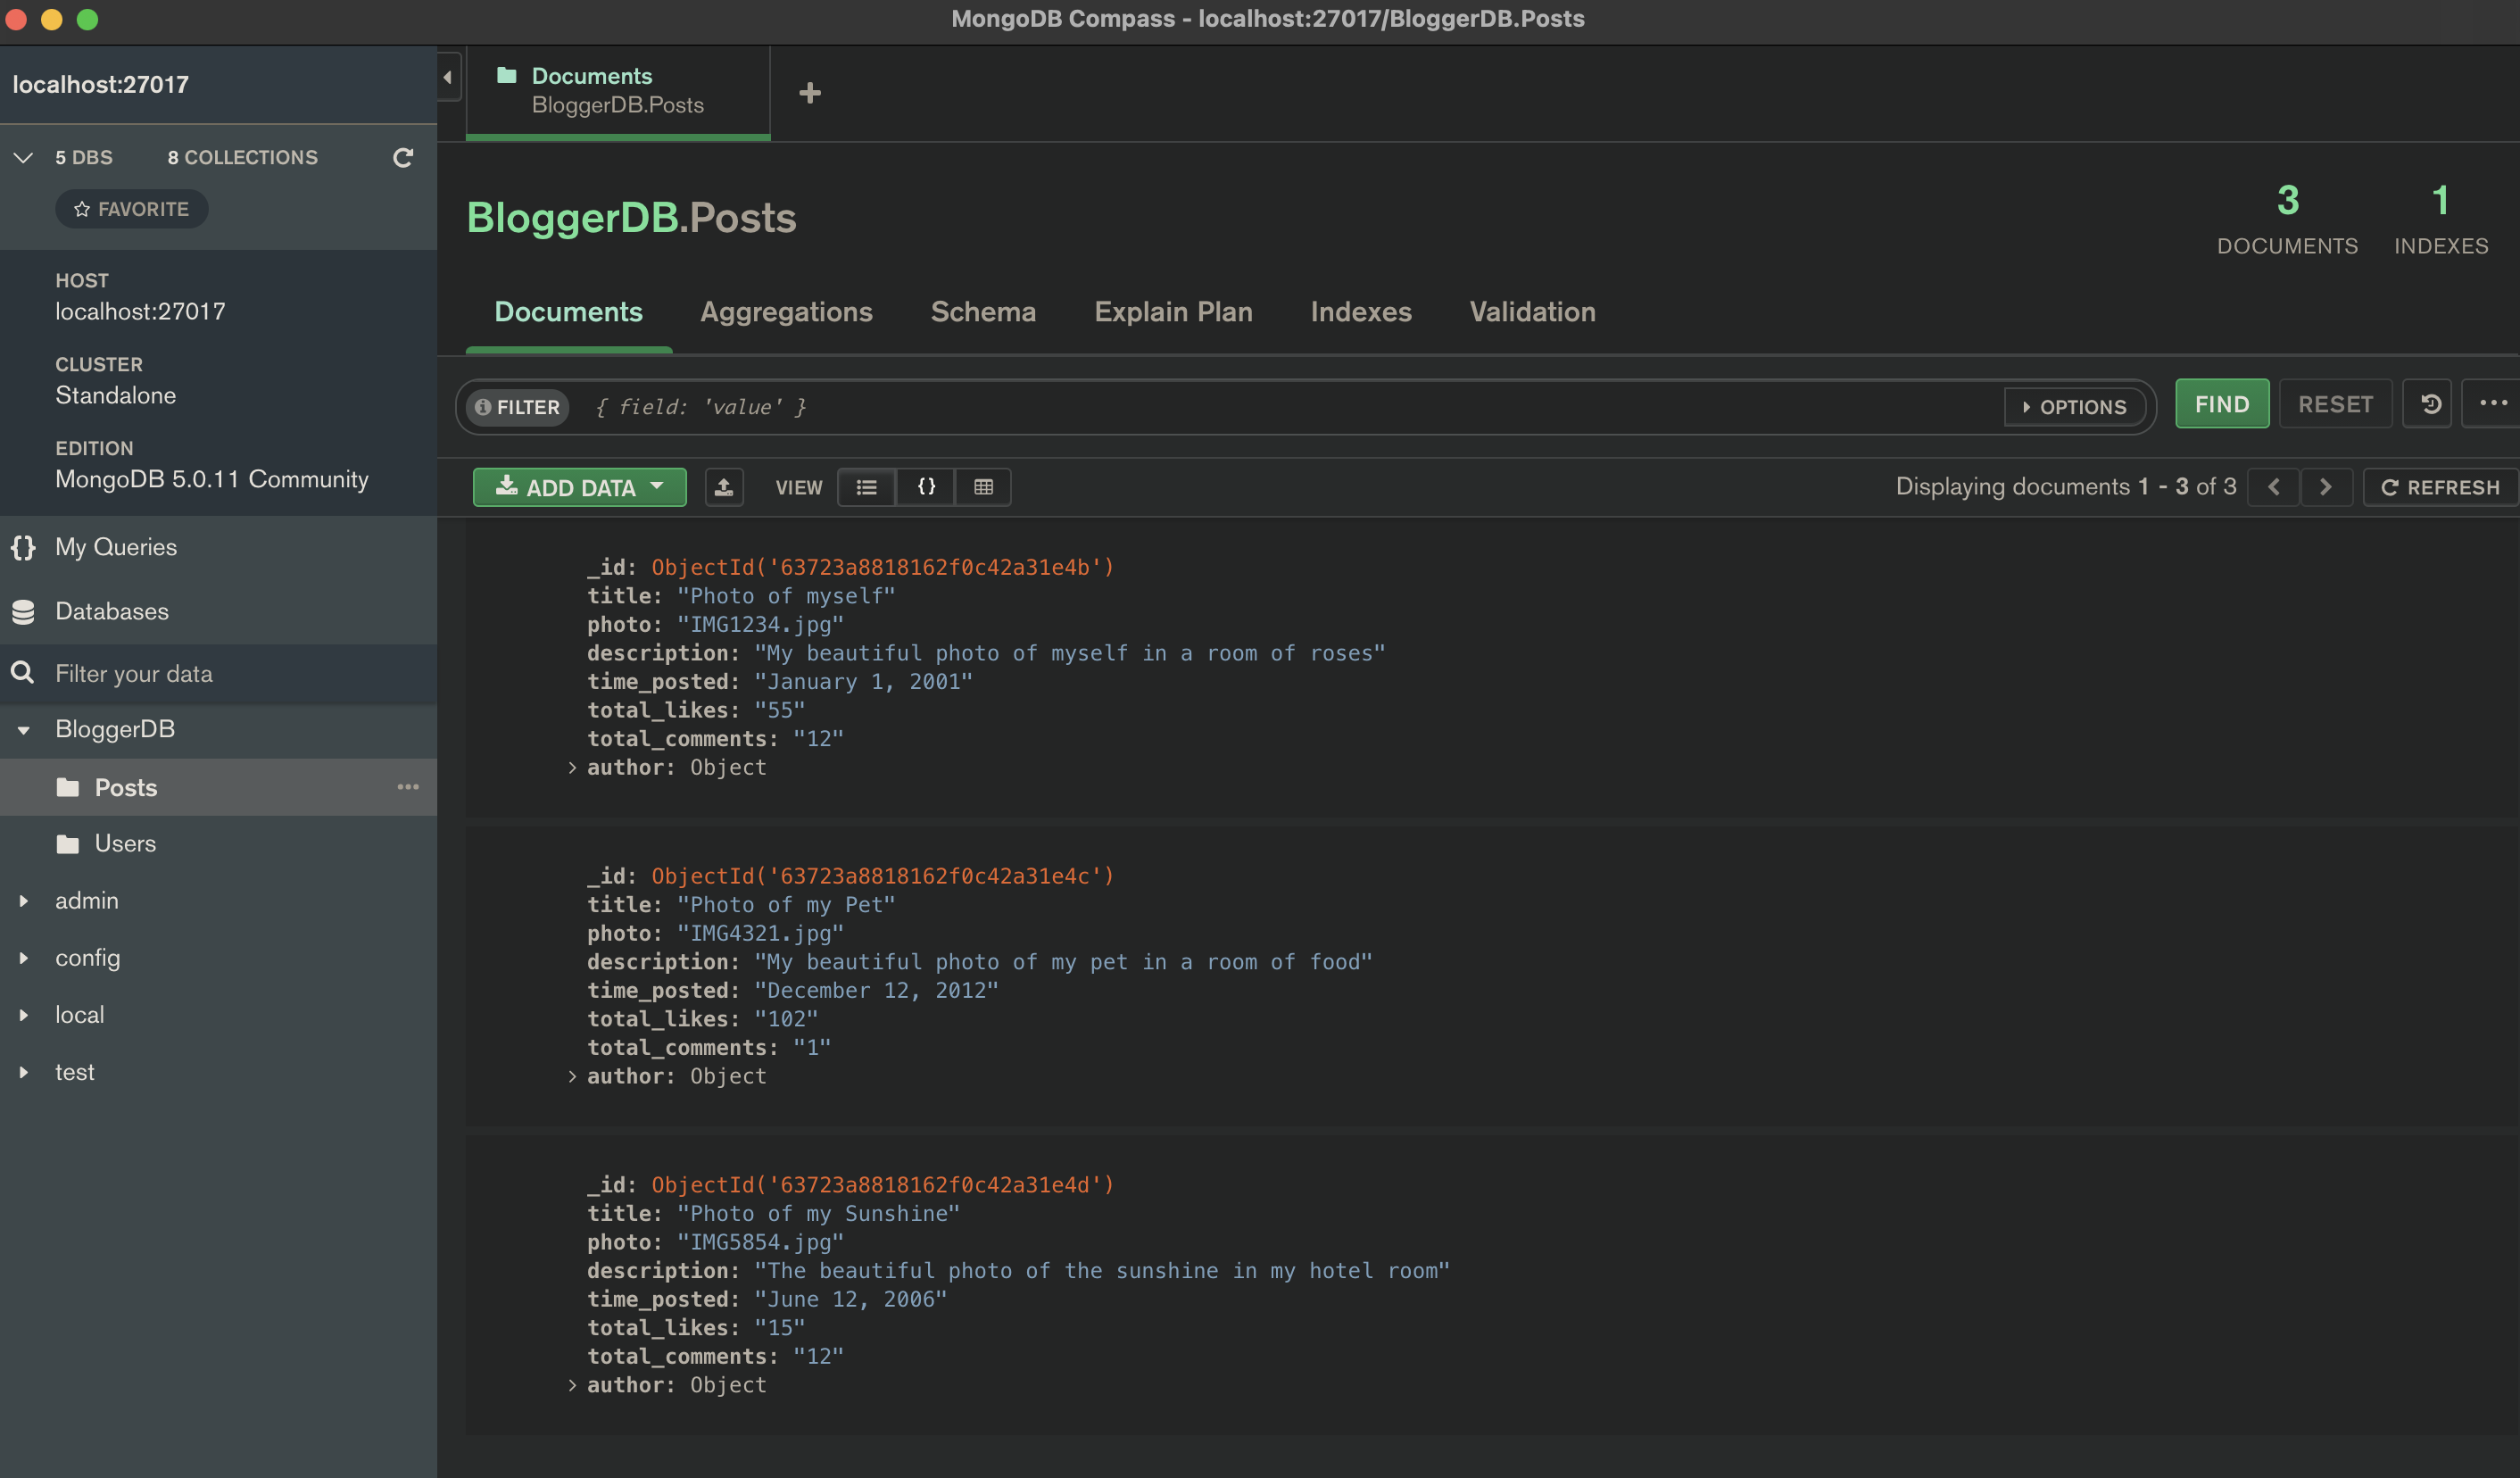 MongoDB Compass - localhost:27017/BloggerDB.Posts
localhost:27017
5 DBS 8 COLLECTIONS
FAVORITE
HOST
localhost:27017
CLUSTER
Standalone
EDITION
MongoDB 5.0.11 Community
My Queries
Databases
Filter your data
BloggerDB
Posts
Users
admin
config
local
test
Documents
BloggerDB.Posts
BloggerDB.Posts
3
DOCUMENTS
1
INDEXES
Documents Aggregations Schema Explain Plan Indexes Validation
FILTER { field: 'value' } OPTIONS FIND RESET
ADD DATA VIEW {} Displaying documents 1 - 3 of 3 REFRESH
_id: ObjectId('63723a8818162f0c42a31e4b')
title: "Photo of myself"
photo: "IMG1234.jpg"
description: "My beautiful photo of myself in a room of roses"
time_posted: "January 1, 2001"
total_likes: "55"
total_comments: "12"
> author: Object
_id: ObjectId('63723a8818162f0c42a31e4c')
title: "Photo of my Pet"
photo: "IMG4321.jpg"
description: "My beautiful photo of my pet in a room of food"
time_posted: "December 12, 2012"
total_likes: "102"
total_comments: "1"
> author: Object
_id: ObjectId('63723a8818162f0c42a31e4d')
title: "Photo of my Sunshine"
photo: "IMG5854.jpg"
description: "The beautiful photo of the sunshine in my hotel room"
time_posted: "June 12, 2006"
total_likes: "15"
total_comments: "12"
> author: Object